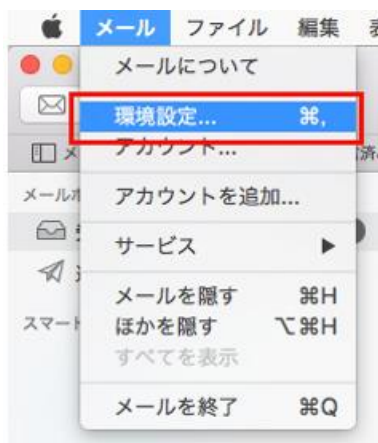 メール ファイル 編集
メールについて
環境設定... ⌘,
アカウント...
アカウントを追加...
サービス ▶
メールを隠す ⌘H
ほかを隠す ⌥⌘H
すべてを表示
メールを終了 ⌘Q